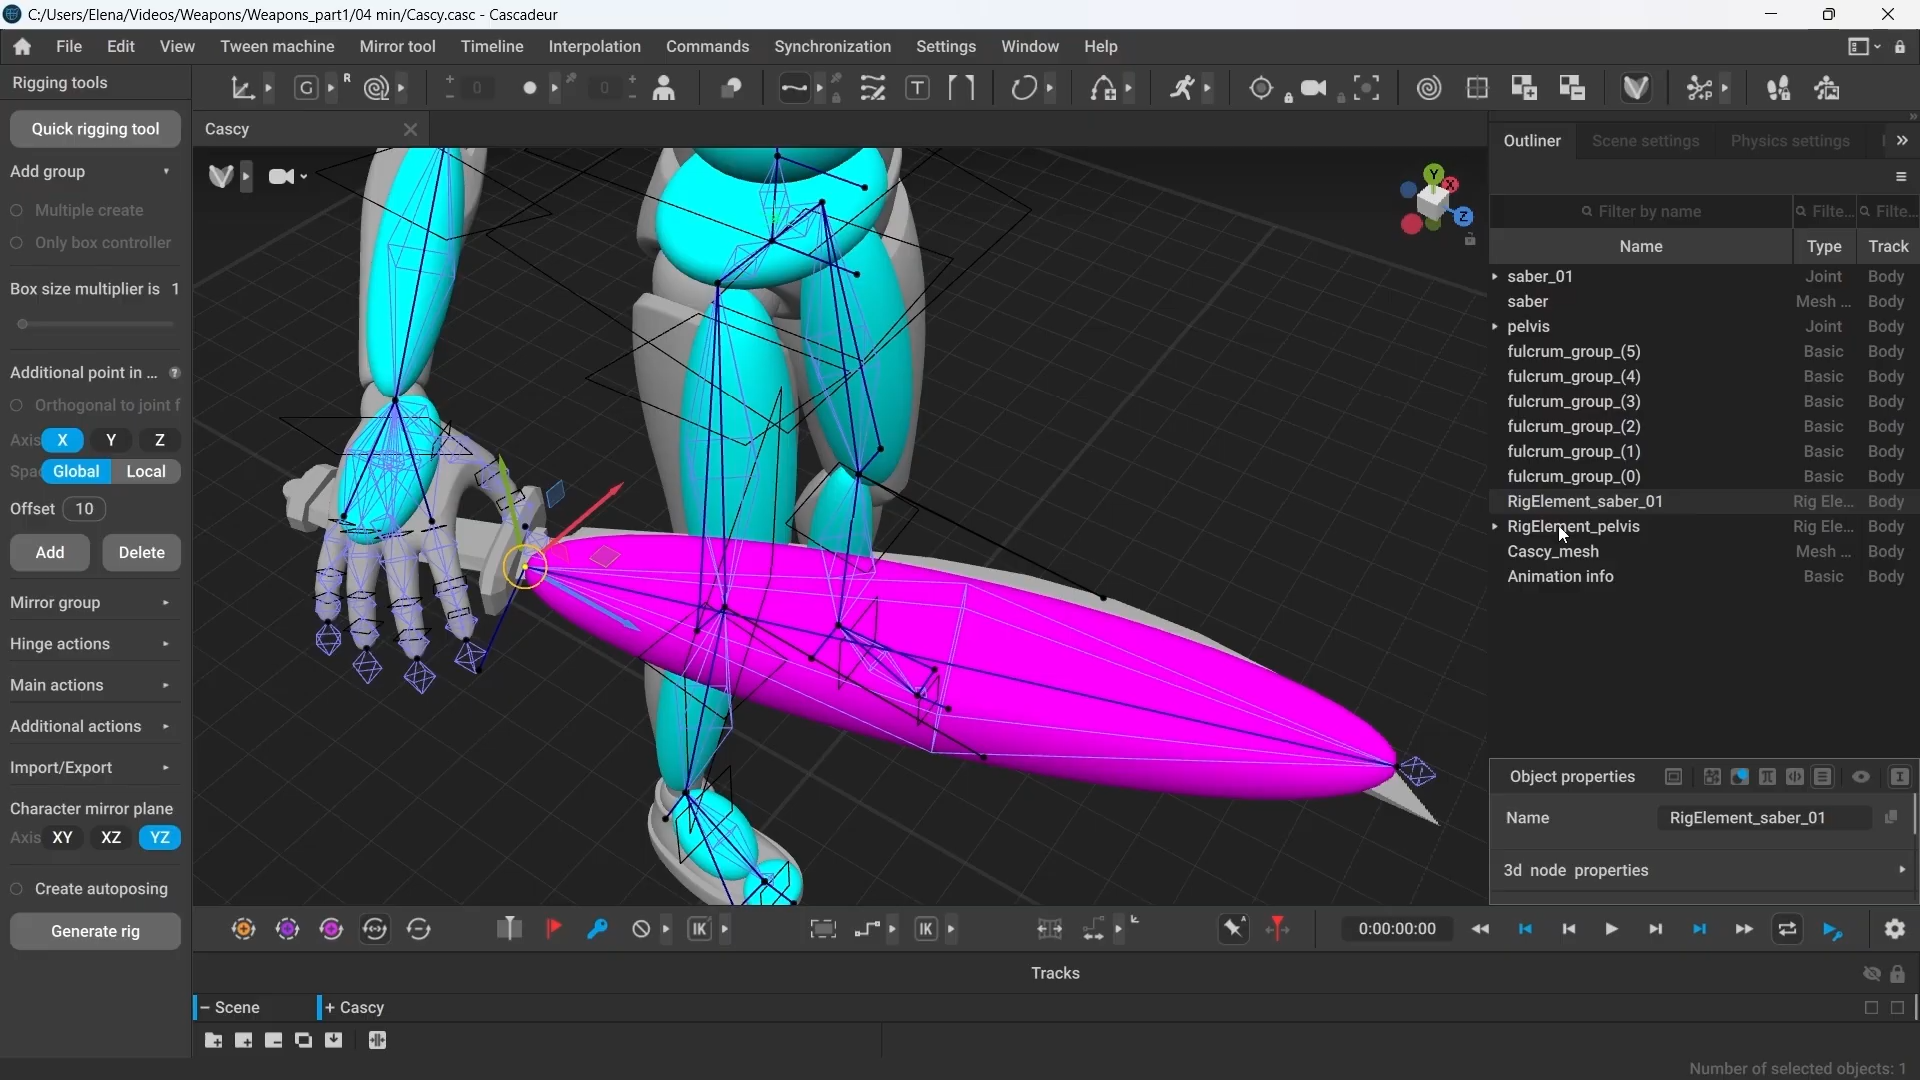 C:/Users/Elena/Videos/Weapons/Weapons_part1/04 min/Cascy.casc - Cascadeur
File Edit View Tween machine Mirror tool Timeline Interpolation Commands Synchronization Settings Window Help
Rigging tools
G R 0 0 T P
Quick rigging tool
Cascy
Outliner Scene settings Physics settings
Add group
Multiple create
Only box controller
Y X Z
Filter by name Filte... Filte...
Name Type Track
Box size multiplier is 1
saber_01 Joint Body
saber Mesh ... Body
pelvis Joint Body
fulcrum_group_(5) Basic Body
fulcrum_group_(4) Basic Body
fulcrum_group_(3) Basic Body
fulcrum_group_(2) Basic Body
fulcrum_group_(1) Basic Body
fulcrum_group_(0) Basic Body
RigElement_saber_01 Rig Ele... Body
RigElement_pelvis Rig Ele... Body
Cascy_mesh Mesh ... Body
Animation info Basic Body
Additional point in ... ?
Orthogonal to joint f
Axis X Y Z
Spa Global Local
Offset 10
Add Delete
Mirror group
Hinge actions
Main actions
Additional actions
Import/Export
Character mirror plane
Axis XY XZ YZ
Create autoposing
Generate rig
Object properties
Name RigElement_saber_01
3d node properties
IK IK A 0:00:00:00
Tracks
- Scene + Cascy
Number of selected objects: 1